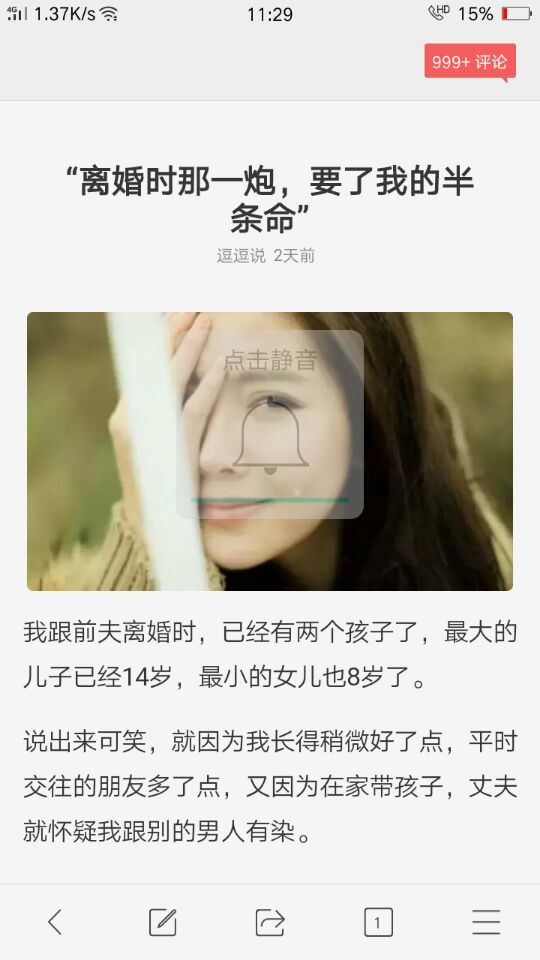 4G 1.37K/s 11:29 HD 15%
999+ 评论
“离婚时那一炮，要了我的半
条命”
逗逗说 2天前
点击静音
我跟前夫离婚时，已经有两个孩子了，最大的
儿子已经14岁，最小的女儿也8岁了。
说出来可笑，就因为我长得稍微好了点，平时
交往的朋友多了点，又因为在家带孩子，丈夫
就怀疑我跟别的男人有染。
1